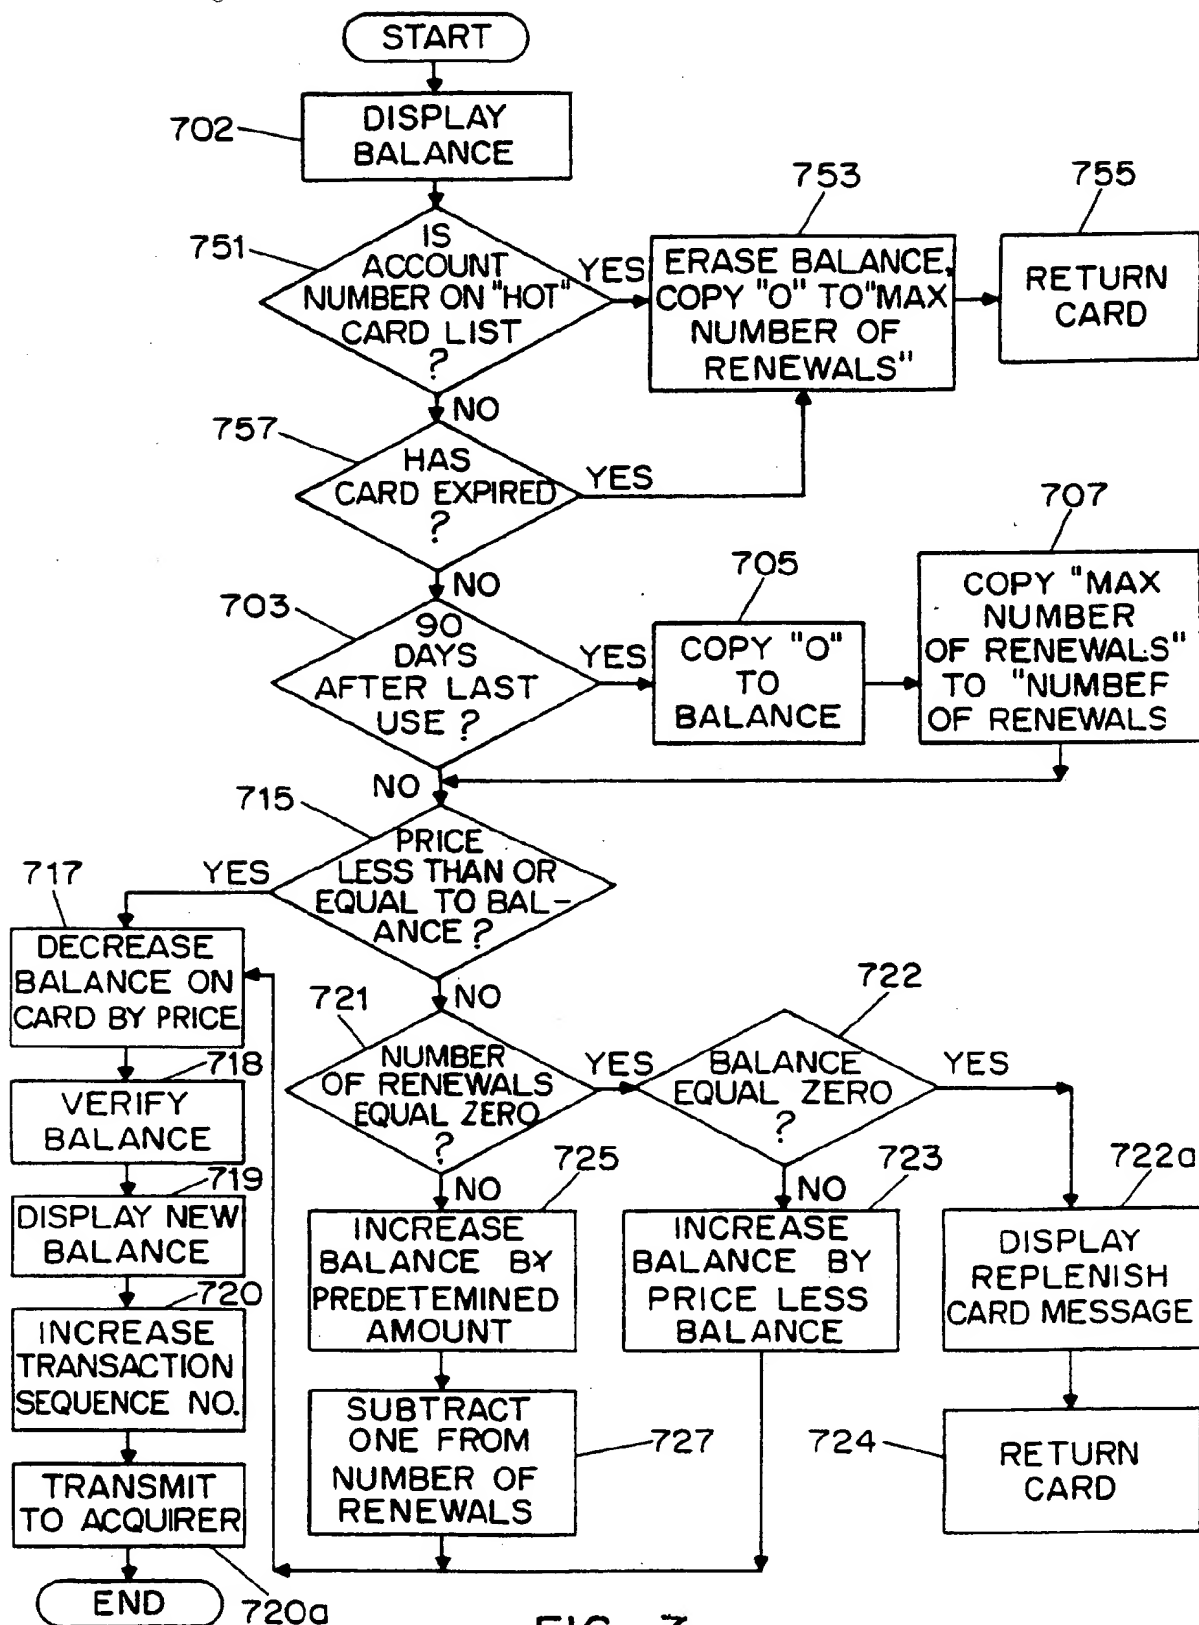 START
702
DISPLAY
BALANCE
751
IS
ACCOUNT
NUMBER ON "HOT"
CARD LIST
?
YES
753
ERASE BALANCE,
COPY "O" TO "MAX
NUMBER OF
RENEWALS"
755
RETURN
CARD
NO
757
HAS
CARD EXPIRED
?
YES
NO
703
90
DAYS
AFTER LAST
USE ?
YES
705
COPY "O"
TO
BALANCE
707
COPY "MAX
NUMBER
OF RENEWALS"
TO "NUMBER
OF RENEWALS
NO
715
PRICE
LESS THAN OR
EQUAL TO BAL-
ANCE ?
YES
717
DECREASE
BALANCE ON
CARD BY PRICE
718
VERIFY
BALANCE
719
DISPLAY NEW
BALANCE
720
INCREASE
TRANSACTION
SEQUENCE NO.
TRANSMIT
TO ACQUIRER
720a
END
NO
721
NUMBER
OF RENEWALS
EQUAL ZERO
?
YES
722
BALANCE
EQUAL ZERO
?
YES
NO
725
INCREASE
BALANCE BY
PREDETEMINED
AMOUNT
SUBTRACT
ONE FROM
NUMBER OF
RENEWALS
727
NO
723
INCREASE
BALANCE BY
PRICE LESS
BALANCE
722a
DISPLAY
REPLENISH
CARD MESSAGE
724
RETURN
CARD